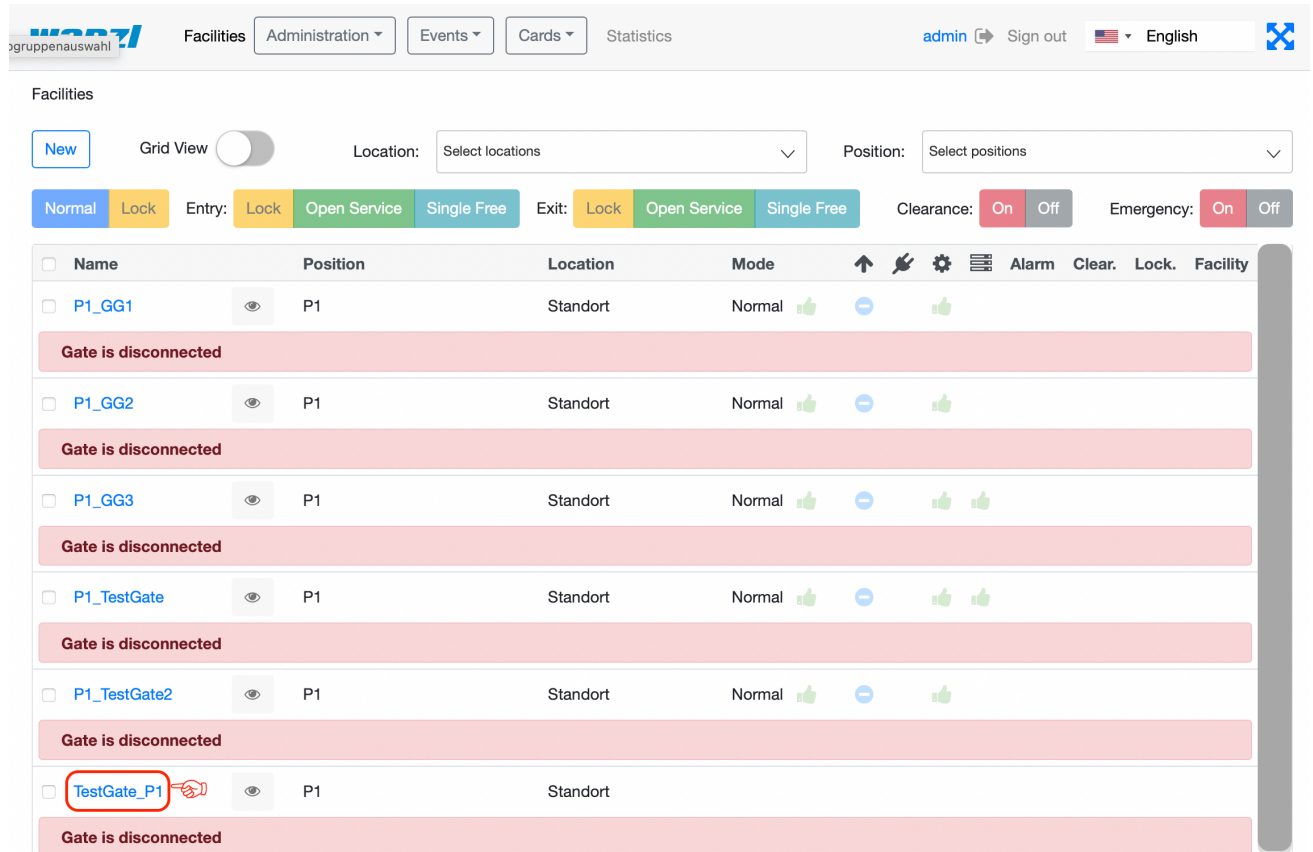 wanzl Facilities Administration Events Cards Statistics admin Sign out English
ogruppenauswahl
Facilities
New Grid View Location: Select locations Position: Select positions
Normal Lock Entry: Lock Open Service Single Free Exit: Lock Open Service Single Free Clearance: On Off Emergency: On Off
Name Position Location Mode Alarm Clear. Lock. Facility
P1_GG1 P1 Standort Normal
Gate is disconnected
P1_GG2 P1 Standort Normal
Gate is disconnected
P1_GG3 P1 Standort Normal
Gate is disconnected
P1_TestGate P1 Standort Normal
Gate is disconnected
P1_TestGate2 P1 Standort Normal
Gate is disconnected
TestGate_P1 P1 Standort
Gate is disconnected